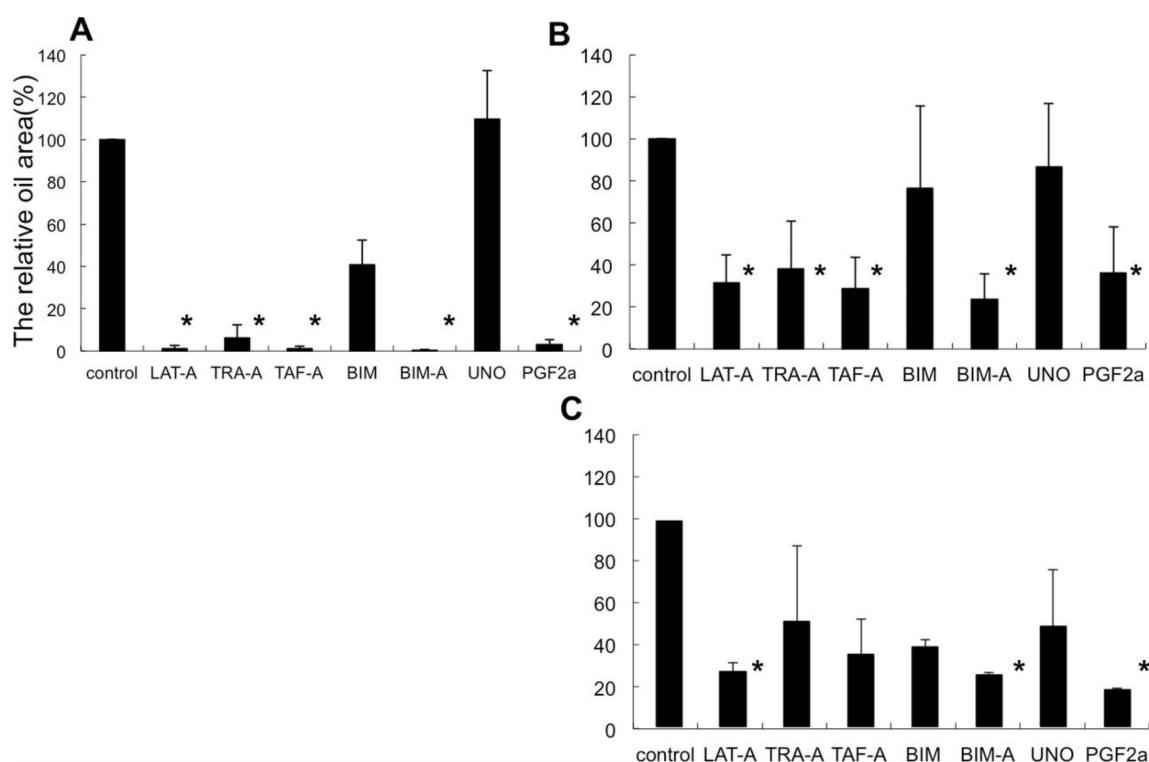 A
The relative oil area(%)
140
120
100
80
60
40
20
0
* * * * *
control LAT-A TRA-A TAF-A BIM BIM-A UNO PGF2a
B
140
120
100
80
60
40
20
0
* * * * *
control LAT-A TRA-A TAF-A BIM BIM-A UNO PGF2a
C
140
120
100
80
60
40
20
0
* * *
control LAT-A TRA-A TAF-A BIM BIM-A UNO PGF2a